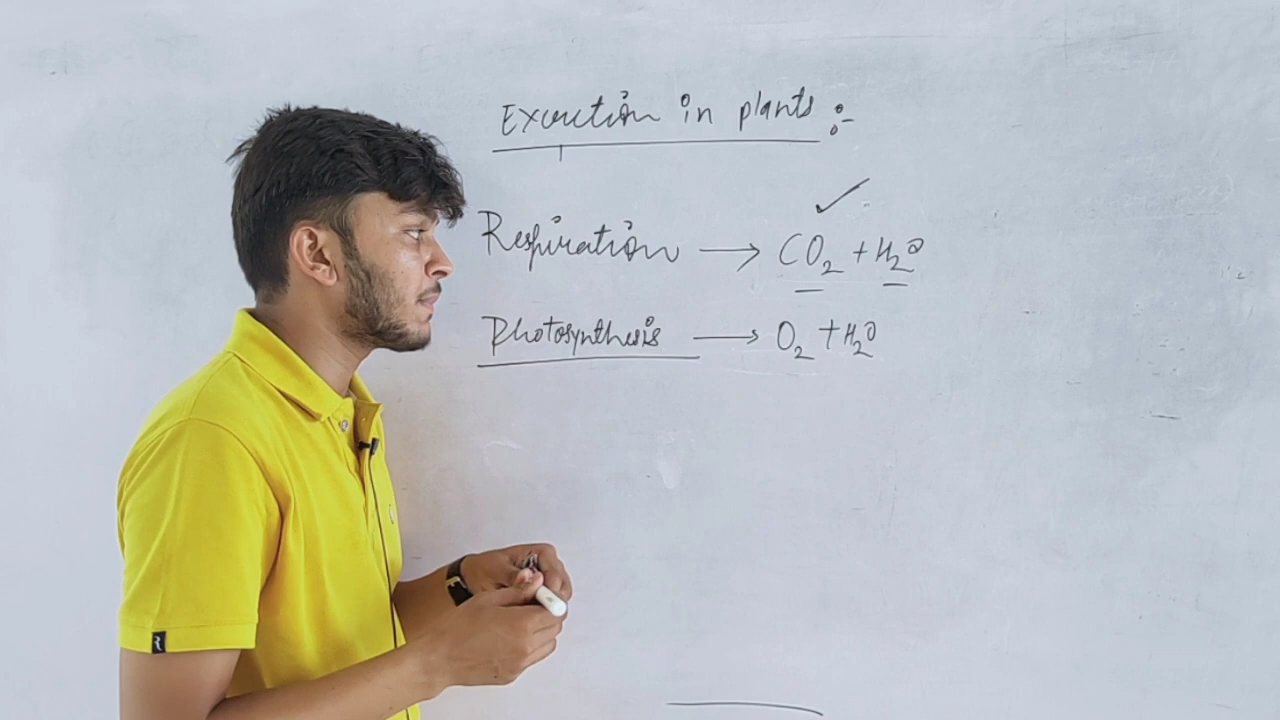 Excretion in plants :-
Respiration → CO₂ + H₂O
Photosynthesis → O₂ + H₂O